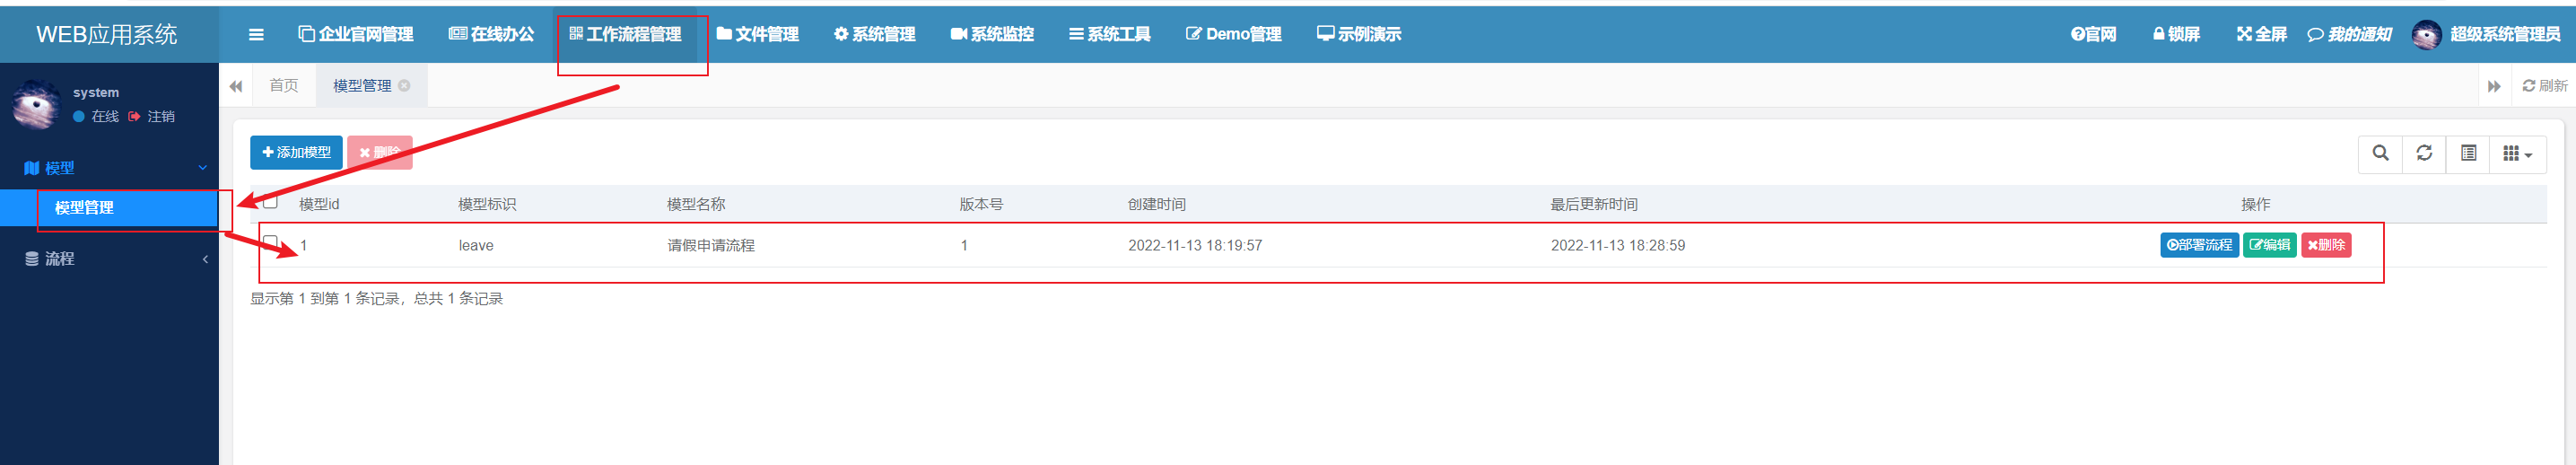 WEB应用系统 企业官网管理 在线办公 工作流程管理 文件管理 系统管理 系统监控 系统工具 Demo管理 示例演示 官网 锁屏 全屏 我的通知 超级系统管理员
首页 模型管理 刷新
system
在线 注销
模型
模型管理
流程
添加模型 删除
模型id 模型标识 模型名称 版本号 创建时间 最后更新时间 操作
1 leave 请假申请流程 1 2022-11-13 18:19:57 2022-11-13 18:28:59 部署流程 编辑 删除
显示第 1 到第 1 条记录，总共 1 条记录